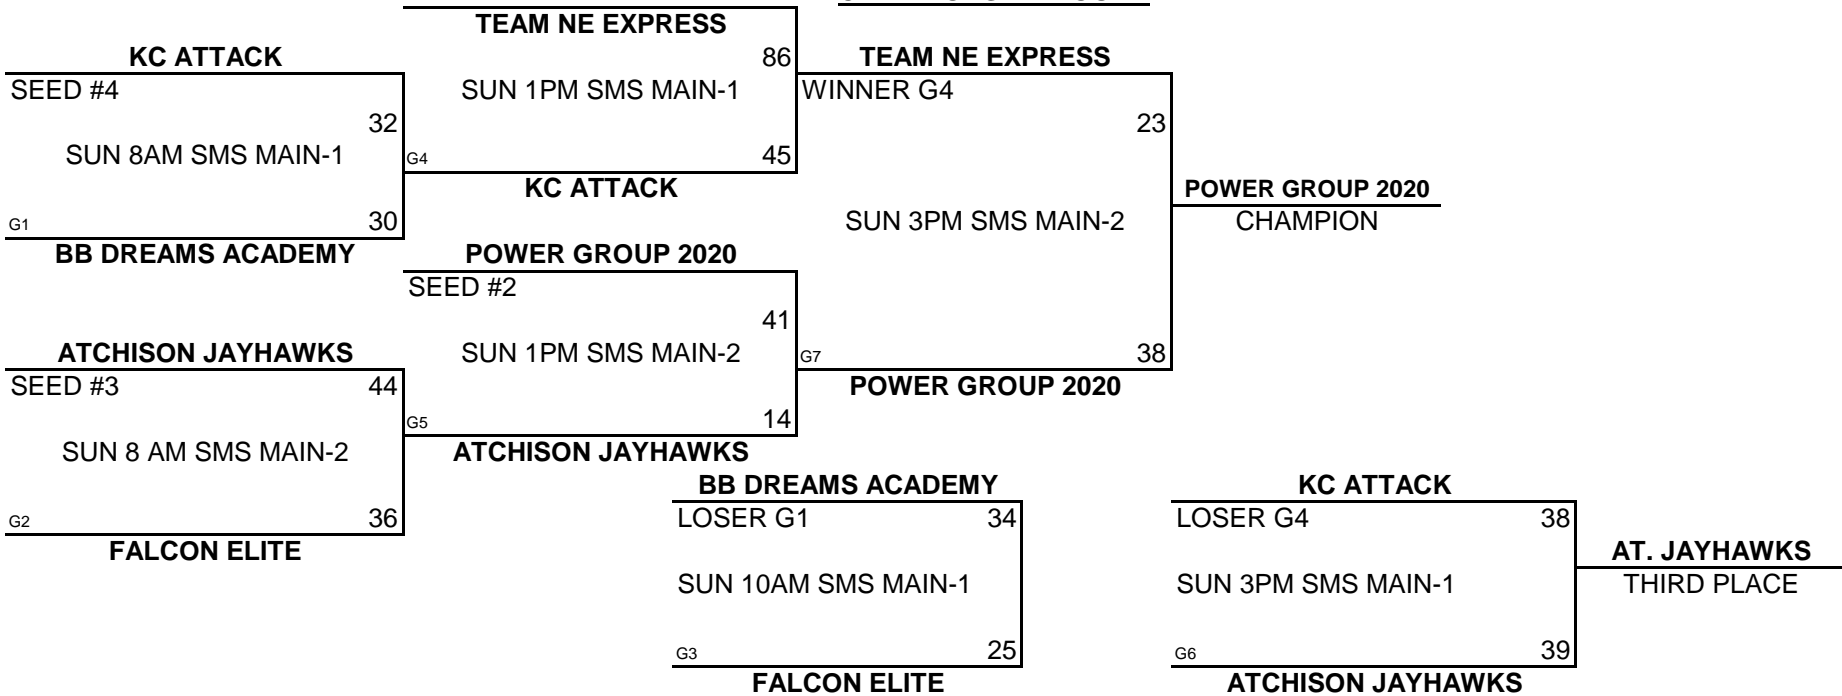 TEAM NE EXPRESS
KC ATTACK
86
TEAM NE EXPRESS
SEED #4
SUN 1PM SMS MAIN-1
WINNER G4
32
23
SUN 8AM SMS MAIN-1
G4
45
KC ATTACK
POWER GROUP 2020
G1
30
SUN 3PM SMS MAIN-2
CHAMPION
BB DREAMS ACADEMY
POWER GROUP 2020
SEED #2
41
ATCHISON JAYHAWKS
SUN 1PM SMS MAIN-2
G7
38
SEED #3
44
POWER GROUP 2020
G5
14
SUN 8 AM SMS MAIN-2
ATCHISON JAYHAWKS
BB DREAMS ACADEMY
KC ATTACK
G2
36
LOSER G1
34
LOSER G4
38
FALCON ELITE
AT. JAYHAWKS
SUN 10AM SMS MAIN-1
SUN 3PM SMS MAIN-1
THIRD PLACE
G3
25
G6
39
FALCON ELITE
ATCHISON JAYHAWKS